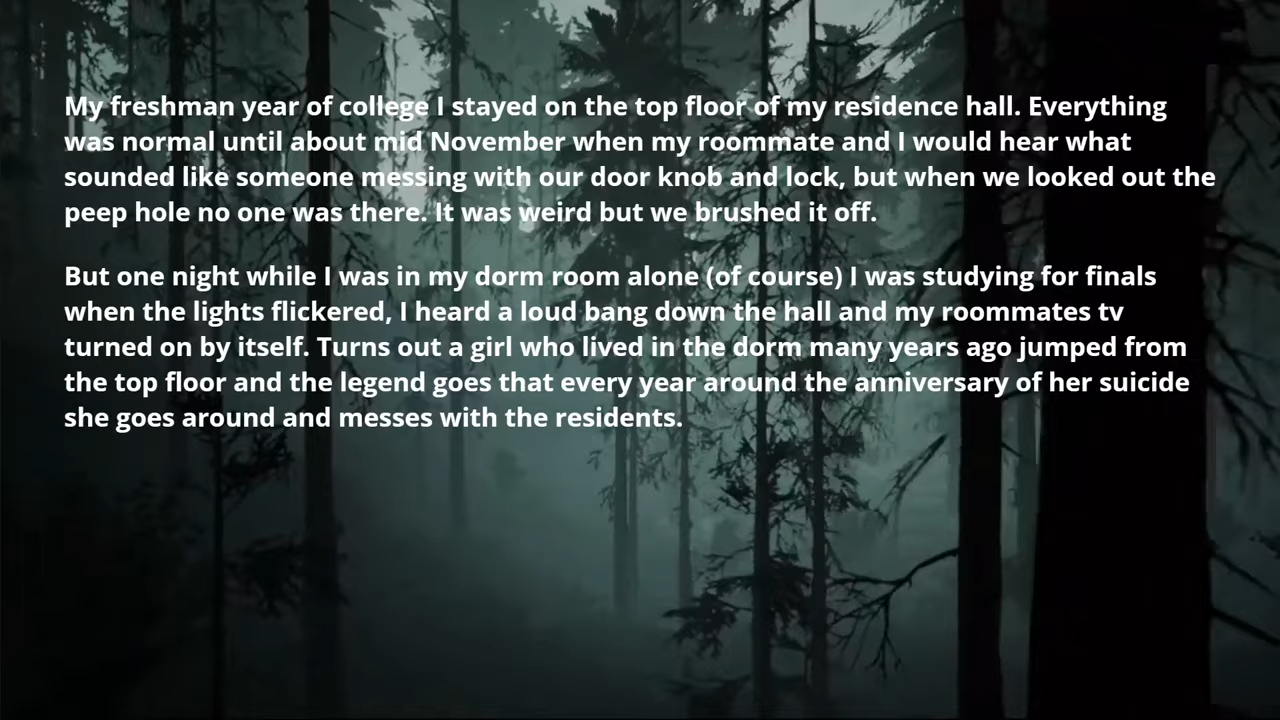 My freshman year of college I stayed on the top floor of my residence hall. Everything
was normal until about mid November when my roommate and I would hear what
sounded like someone messing with our door knob and lock, but when we looked out the
peep hole no one was there. It was weird but we brushed it off.
But one night while I was in my dorm room alone (of course) I was studying for finals
when the lights flickered, I heard a loud bang down the hall and my roommates tv
turned on by itself. Turns out a girl who lived in the dorm many years ago jumped from
the top floor and the legend goes that every year around the anniversary of her suicide
she goes around and messes with the residents.